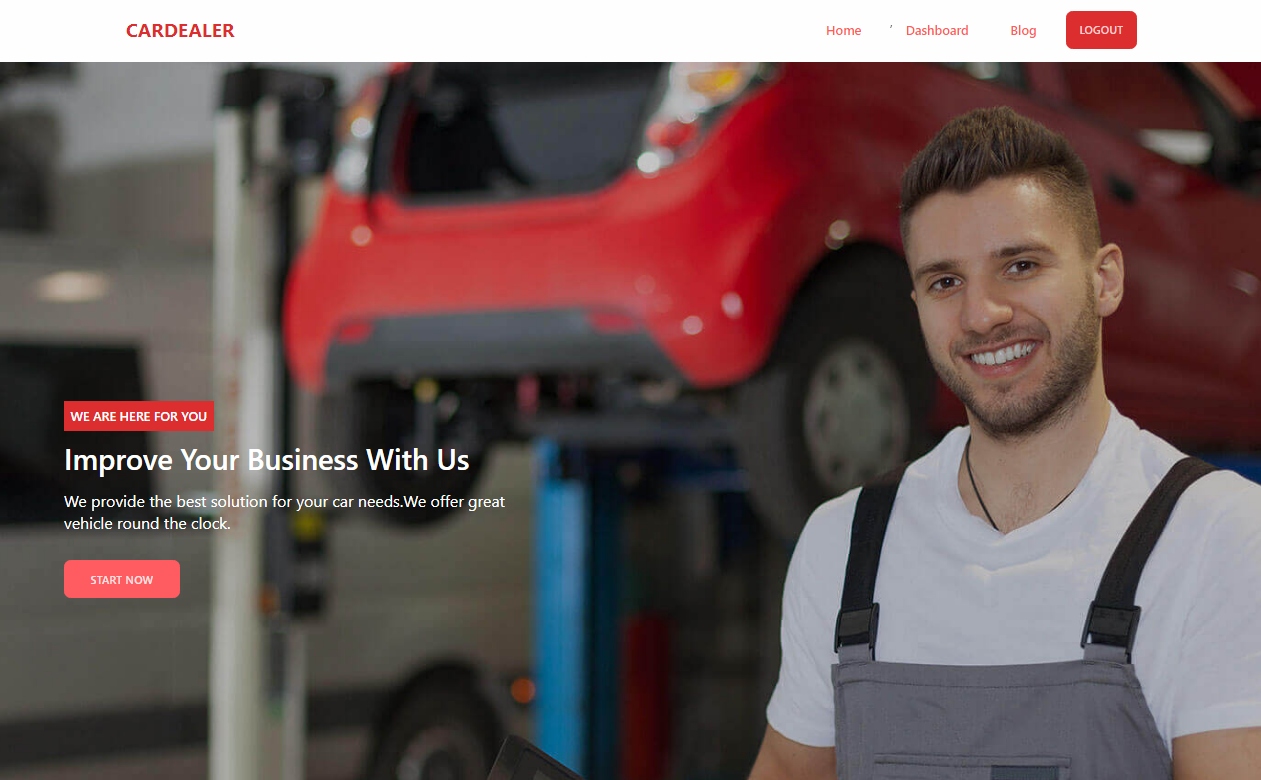 CARDEALER
Home ' Dashboard Blog LOGOUT
WE ARE HERE FOR YOU
Improve Your Business With Us
We provide the best solution for your car needs.We offer great
vehicle round the clock.
START NOW